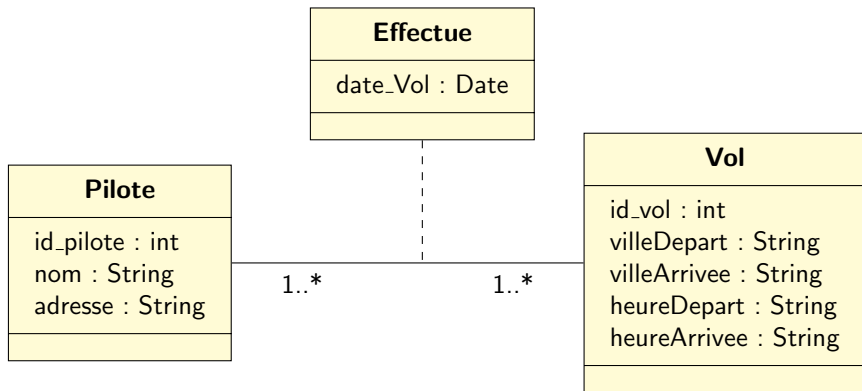 Effectue
date_Vol : Date
Pilote
id_pilote : int
nom : String
adresse : String
1..*
1..*
Vol
id_vol : int
villeDepart : String
villeArrivee : String
heureDepart : String
heureArrivee : String